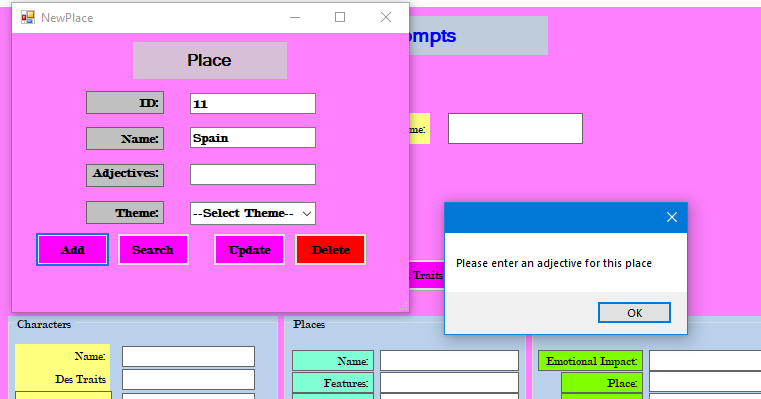 NewPlace
ompts
Place
ID: 11
Name: Spain
me:
Adjectives:
Theme: --Select Theme--
Add Search Update Delete
Please enter an adjective for this place
OK
Traits
Characters
Name:
Des Traits
Places
Name:
Features:
Emotional Impact:
Place: